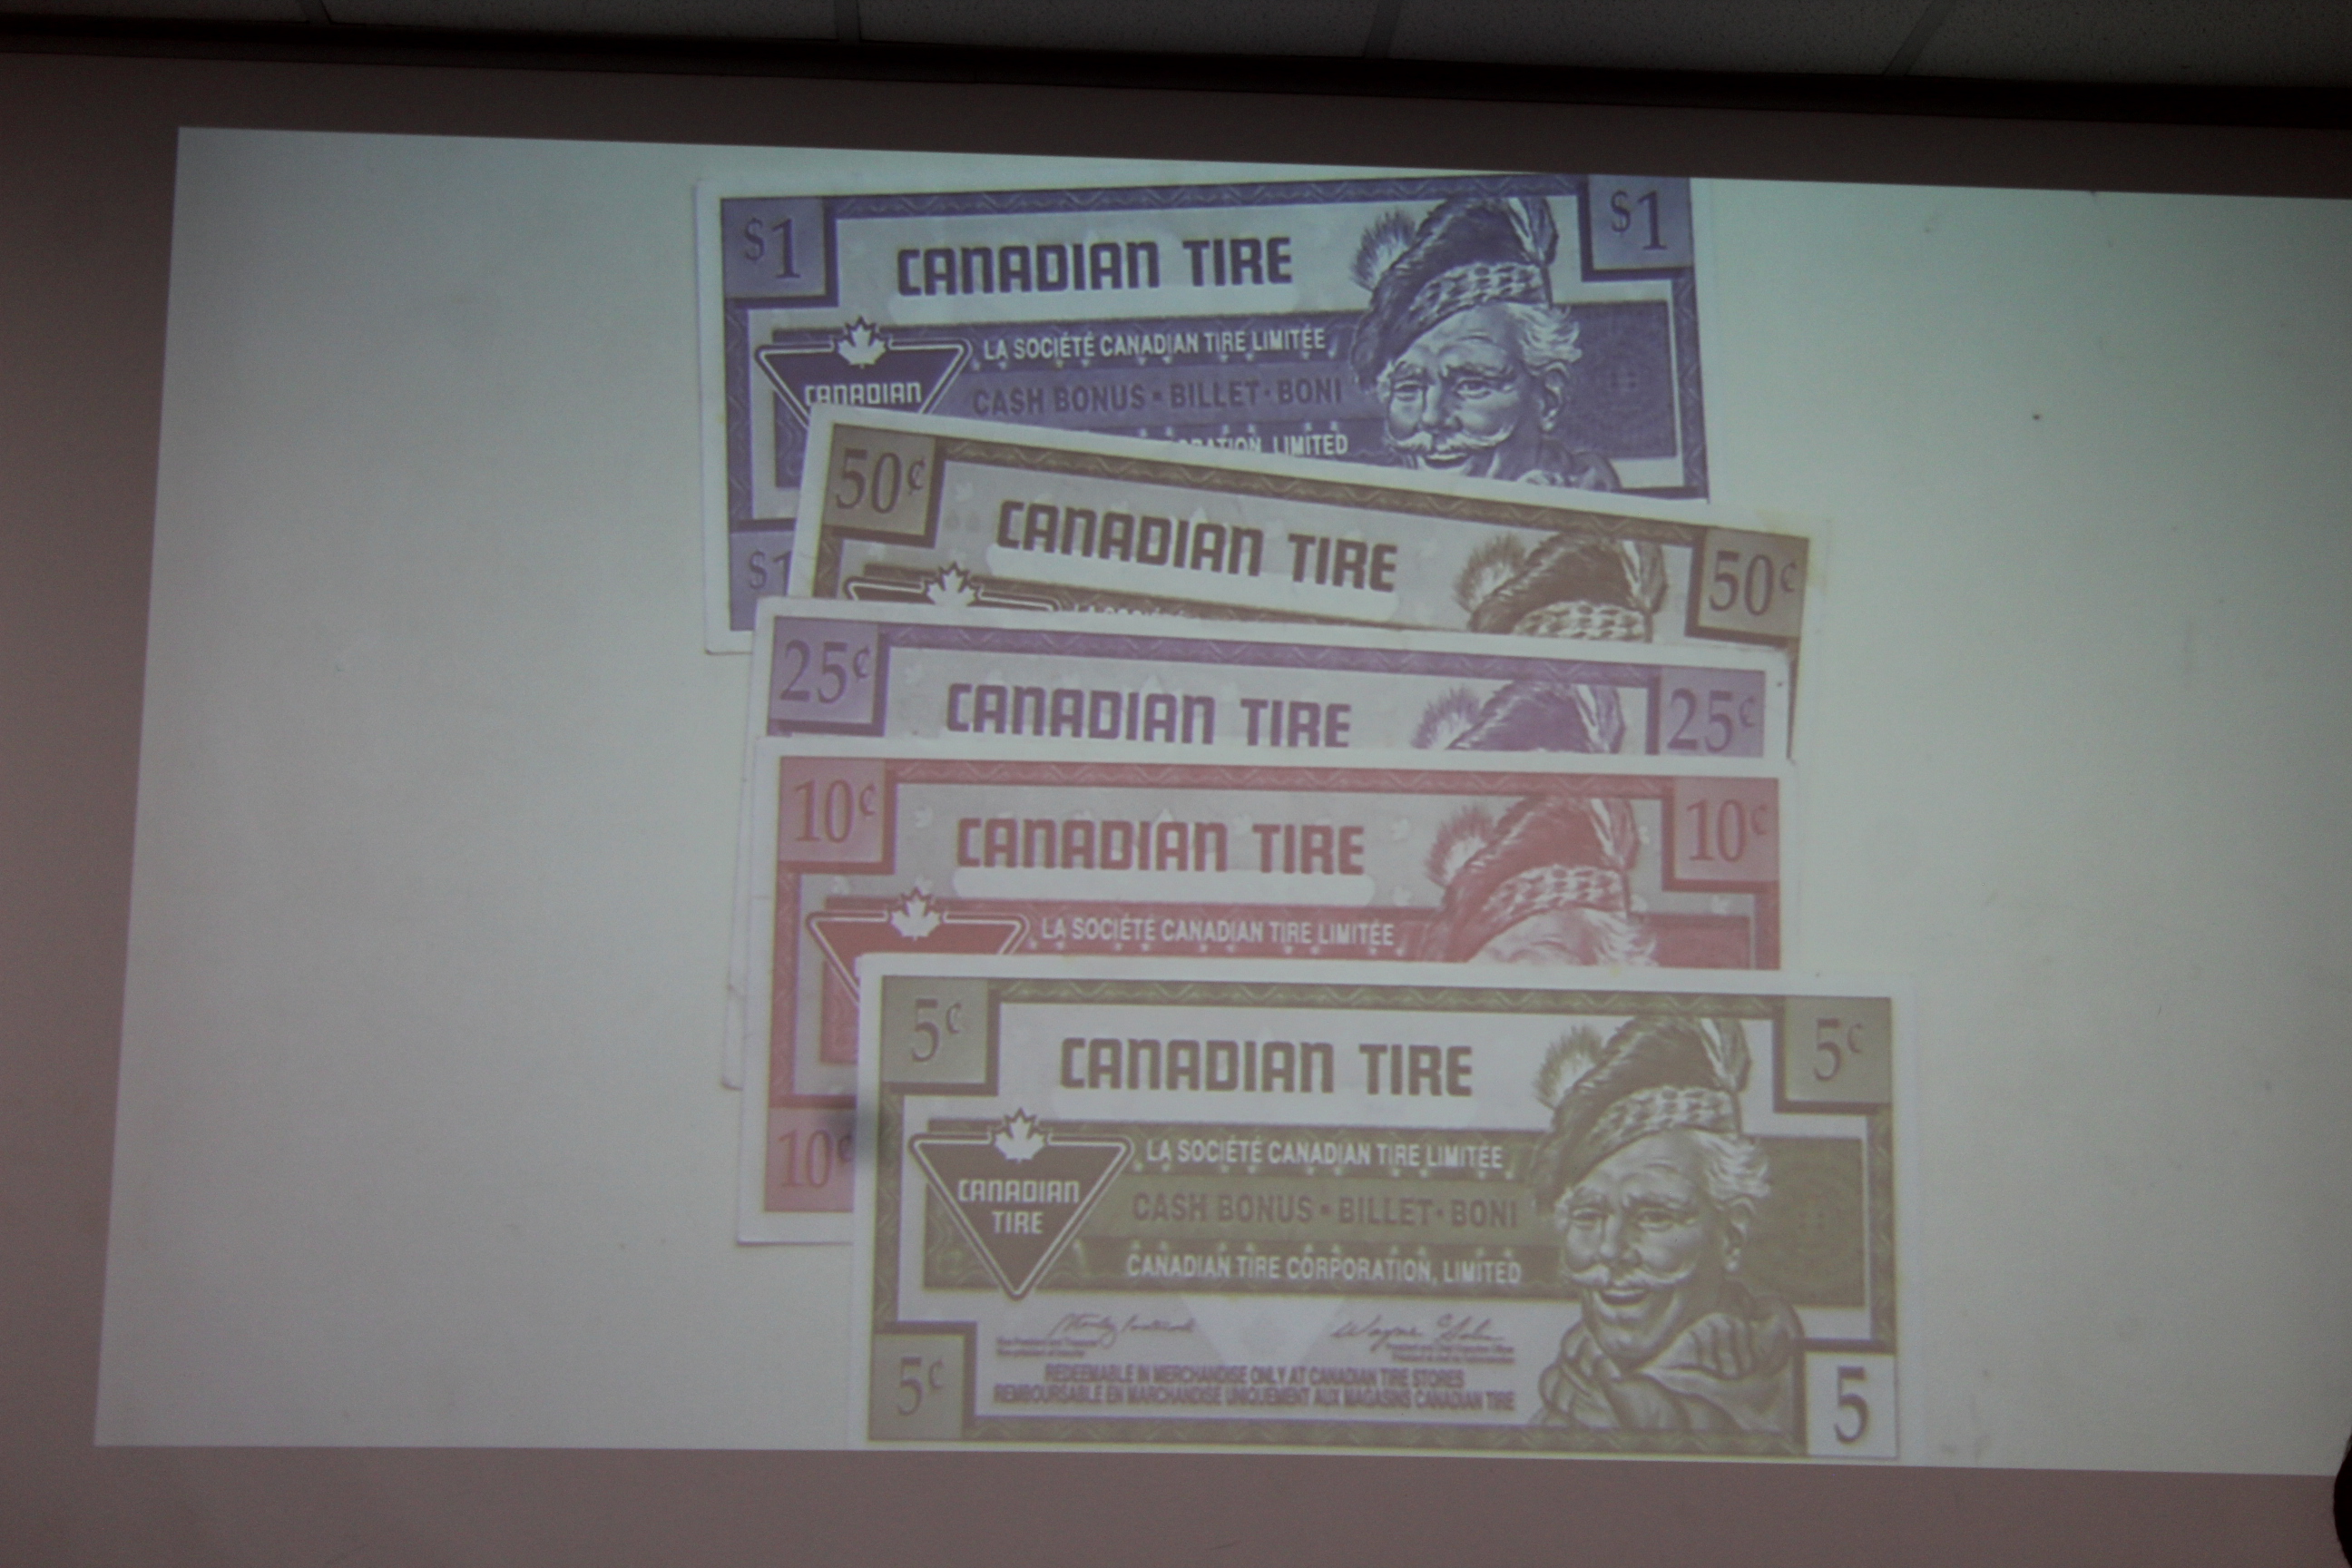 $1 CANADIAN TIRE $1
LA SOCIÉTÉ CANADIAN TIRE LIMITÉE
CANADIAN
CASH BONUS • BILLET • BONI
LIMITED
$1
50¢ CANADIAN TIRE 50¢
25¢ CANADIAN TIRE 25¢
10¢ CANADIAN TIRE 10¢
LA SOCIÉTÉ CANADIAN TIRE LIMITÉE
10¢
5¢ CANADIAN TIRE 5¢
LA SOCIÉTÉ CANADIAN TIRE LIMITÉE
CANADIAN
TIRE
CASH BONUS • BILLET • BONI
CANADIAN TIRE CORPORATION, LIMITED
REDEEMABLE IN MERCHANDISE ONLY AT CANADIAN TIRE STORES
REMBOURSABLE EN MARCHANDISE UNIQUEMENT AUX MAGASINS CANADIAN TIRE
5¢ 5